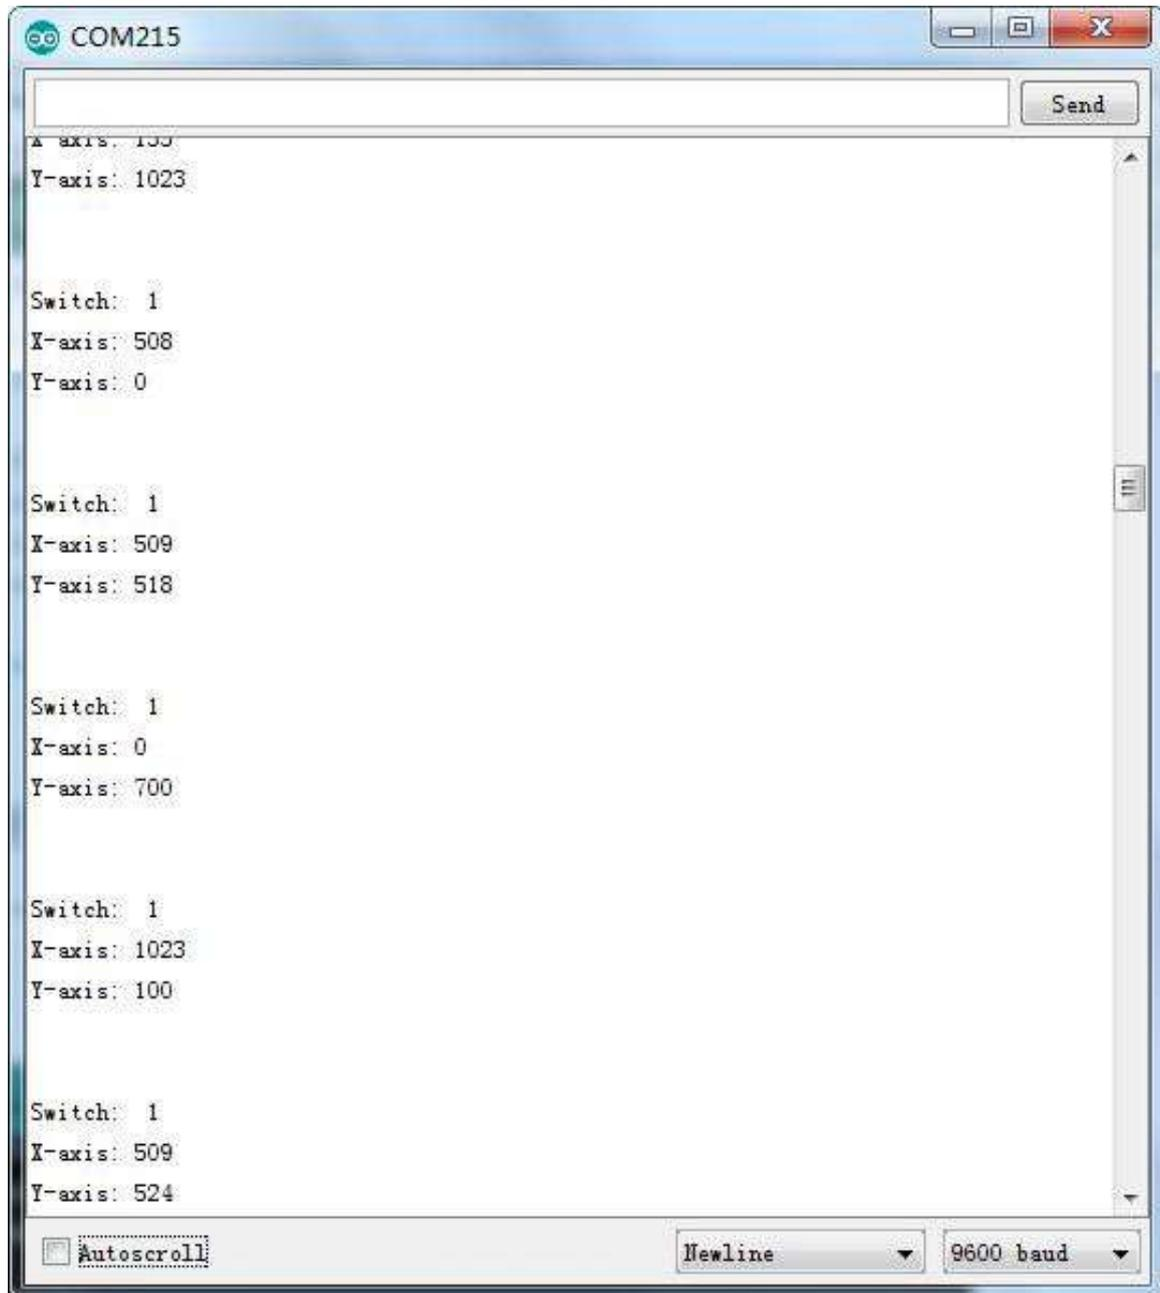 COM215
Send
Y-axis: 1023
Switch: 1
X-axis: 508
Y-axis: 0
Switch: 1
X-axis: 509
Y-axis: 518
Switch: 1
X-axis: 0
Y-axis: 700
Switch: 1
X-axis: 1023
Y-axis: 100
Switch: 1
X-axis: 509
Y-axis: 524
Autoscroll
Newline
9600 baud